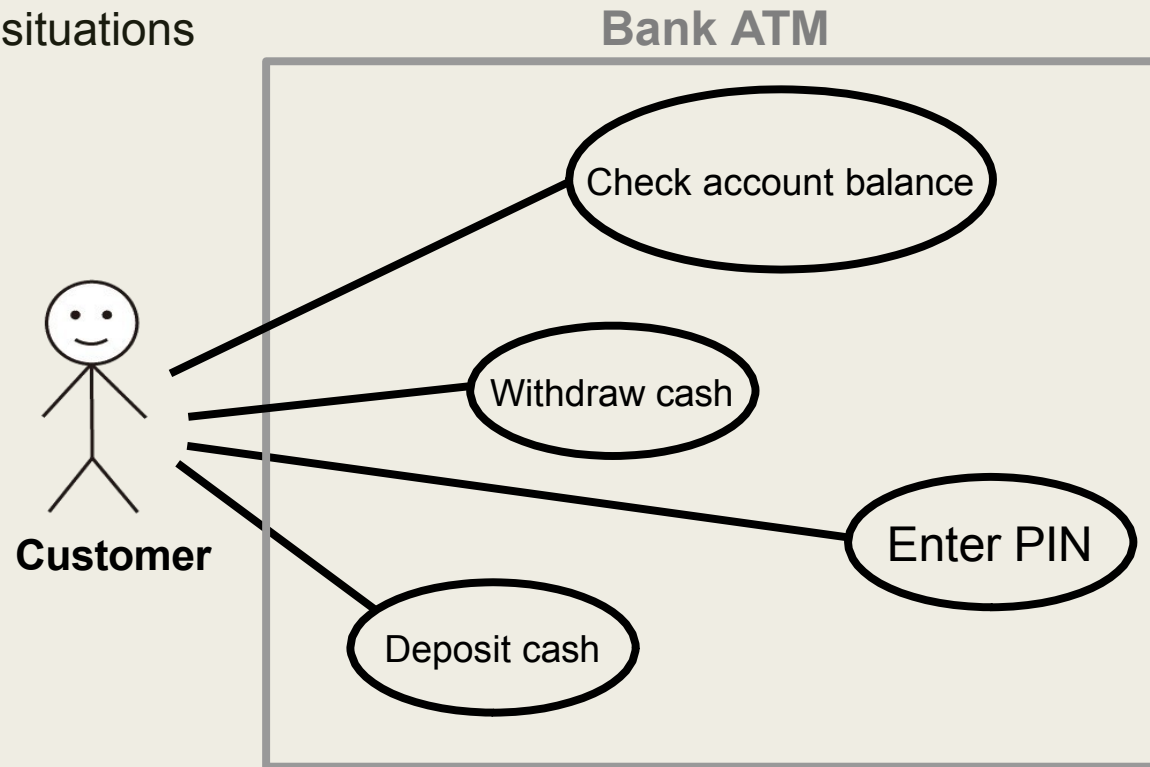 situations
Bank ATM
Check account balance
Withdraw cash
Enter PIN
Customer
Deposit cash